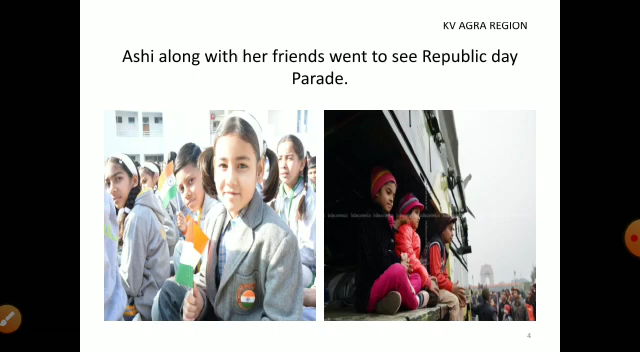 KV AGRA REGION
Ashi along with her friends went to see Republic day
Parade.
4